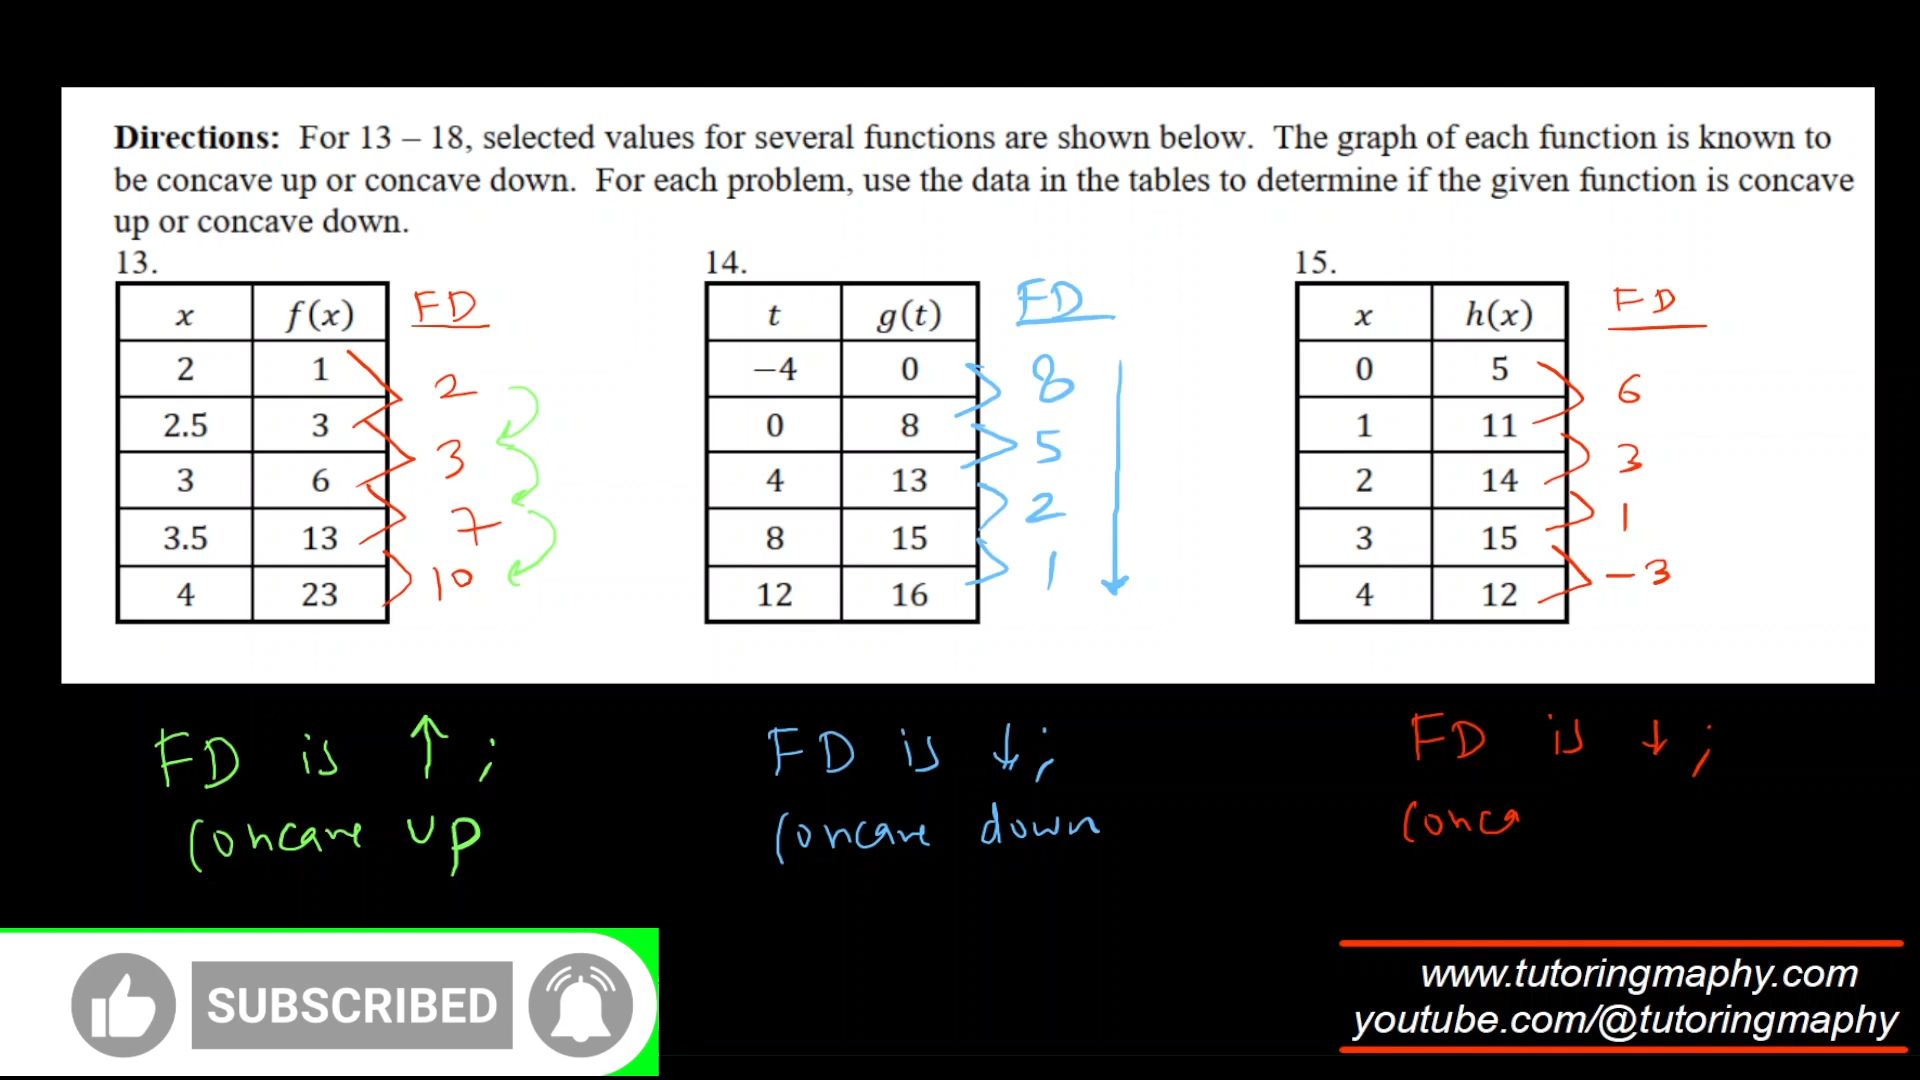 Directions: For 13 – 18, selected values for several functions are shown below. The graph of each function is known to
be concave up or concave down. For each problem, use the data in the tables to determine if the given function is concave
up or concave down.
13.
x f(x) FD
2 1
2
2.5 3
3
3 6
7
3.5 13
10
4 23
14.
t g(t) FD
−4 0
8
0 8
5
4 13
2
8 15
1
12 16
15.
x h(x) FD
0 5
6
1 11
3
2 14
1
3 15
−3
4 12
FD is ↑ ;
concave up
FD is ↓;
concave down
FD is ↓ ;
conca
SUBSCRIBED
www.tutoringmaphy.com
youtube.com/@tutoringmaphy